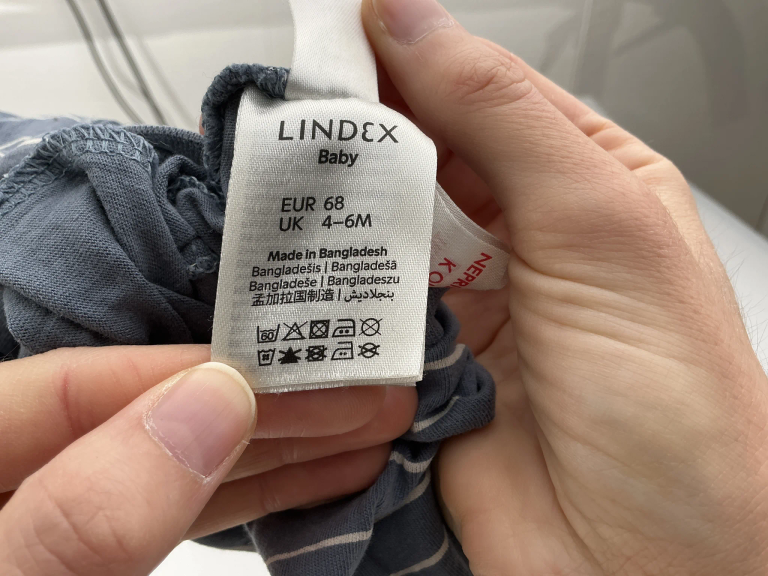 LINDEX
Baby
EUR 68
UK 4–6M
Made in Bangladesh
Bangladešis | Bangladešā
Bangladeše | Bangladeszu
孟加拉国制造 | بنجلاديش
60
K O